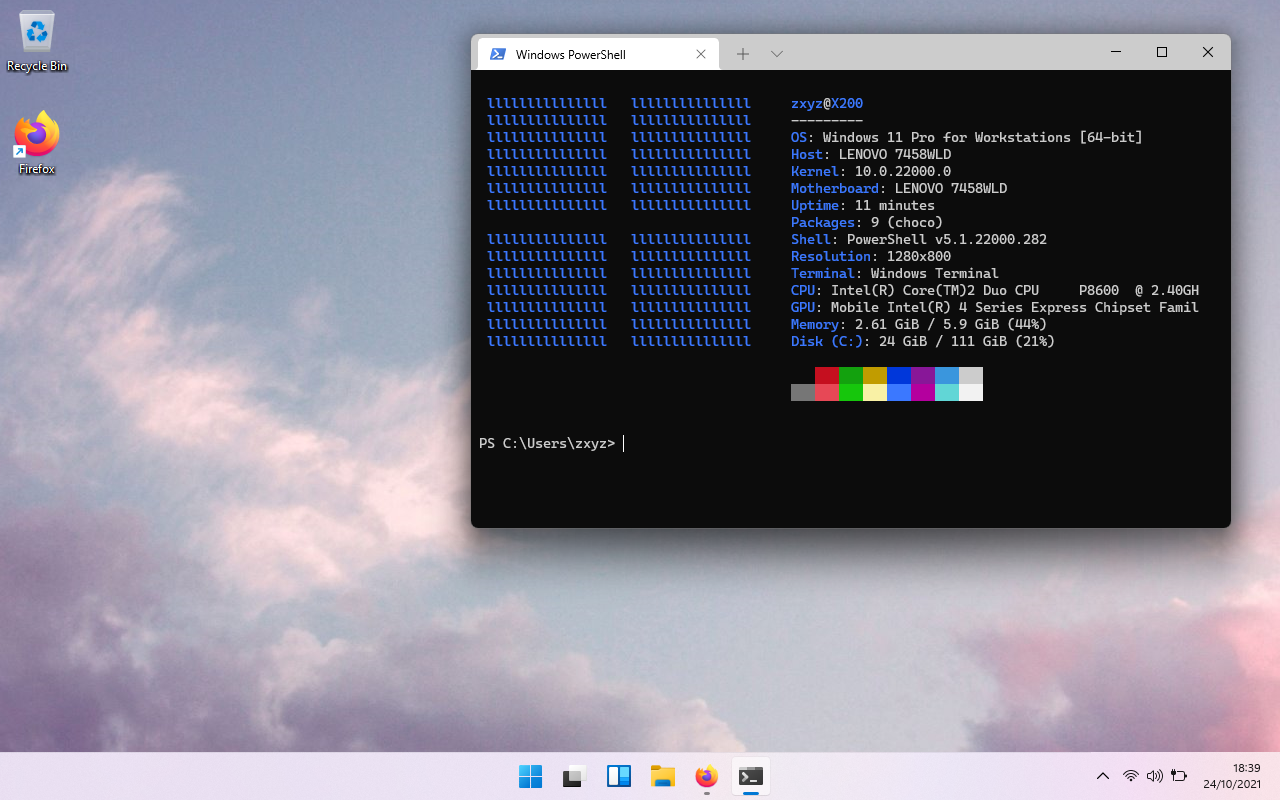 Recycle Bin
Firefox
Windows PowerShell
lllllllllllllll   lllllllllllllll     zxyz@X200
lllllllllllllll   lllllllllllllll     ---------
lllllllllllllll   lllllllllllllll     OS: Windows 11 Pro for Workstations [64-bit]
lllllllllllllll   lllllllllllllll     Host: LENOVO 7458WLD
lllllllllllllll   lllllllllllllll     Kernel: 10.0.22000.0
lllllllllllllll   lllllllllllllll     Motherboard: LENOVO 7458WLD
lllllllllllllll   lllllllllllllll     Uptime: 11 minutes
Packages: 9 (choco)
lllllllllllllll   lllllllllllllll     Shell: PowerShell v5.1.22000.282
lllllllllllllll   lllllllllllllll     Resolution: 1280x800
lllllllllllllll   lllllllllllllll     Terminal: Windows Terminal
lllllllllllllll   lllllllllllllll     CPU: Intel(R) Core(TM)2 Duo CPU     P8600  @ 2.40GH
lllllllllllllll   lllllllllllllll     GPU: Mobile Intel(R) 4 Series Express Chipset Famil
lllllllllllllll   lllllllllllllll     Memory: 2.61 GiB / 5.9 GiB (44%)
lllllllllllllll   lllllllllllllll     Disk (C:): 24 GiB / 111 GiB (21%)
PS C:\Users\zxyz>
18:39
24/10/2021